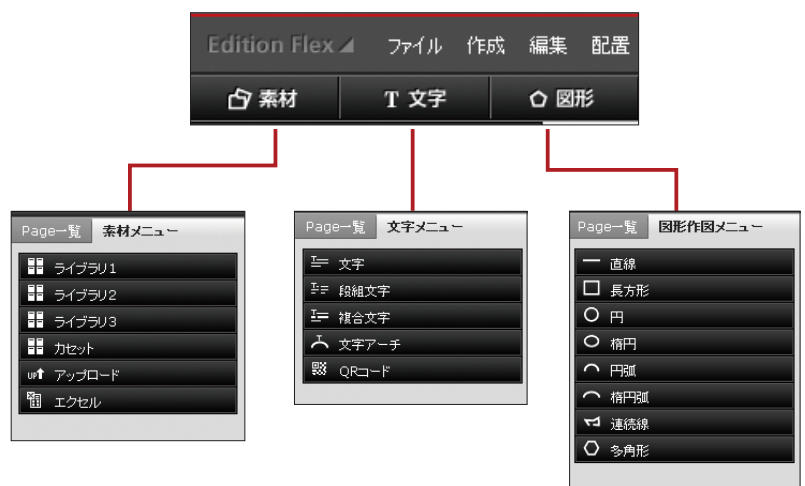 Edition Flex ファイル 作成 編集 配置
素材 T 文字 図形
Page一覧 素材メニュー
ライブラリ1
ライブラリ2
ライブラリ3
カセット
UP アップロード
エクセル
Page一覧 文字メニュー
文字
段組文字
複合文字
文字アーチ
QRコード
Page一覧 図形作図メニュー
直線
長方形
円
楕円
円弧
楕円弧
連続線
多角形